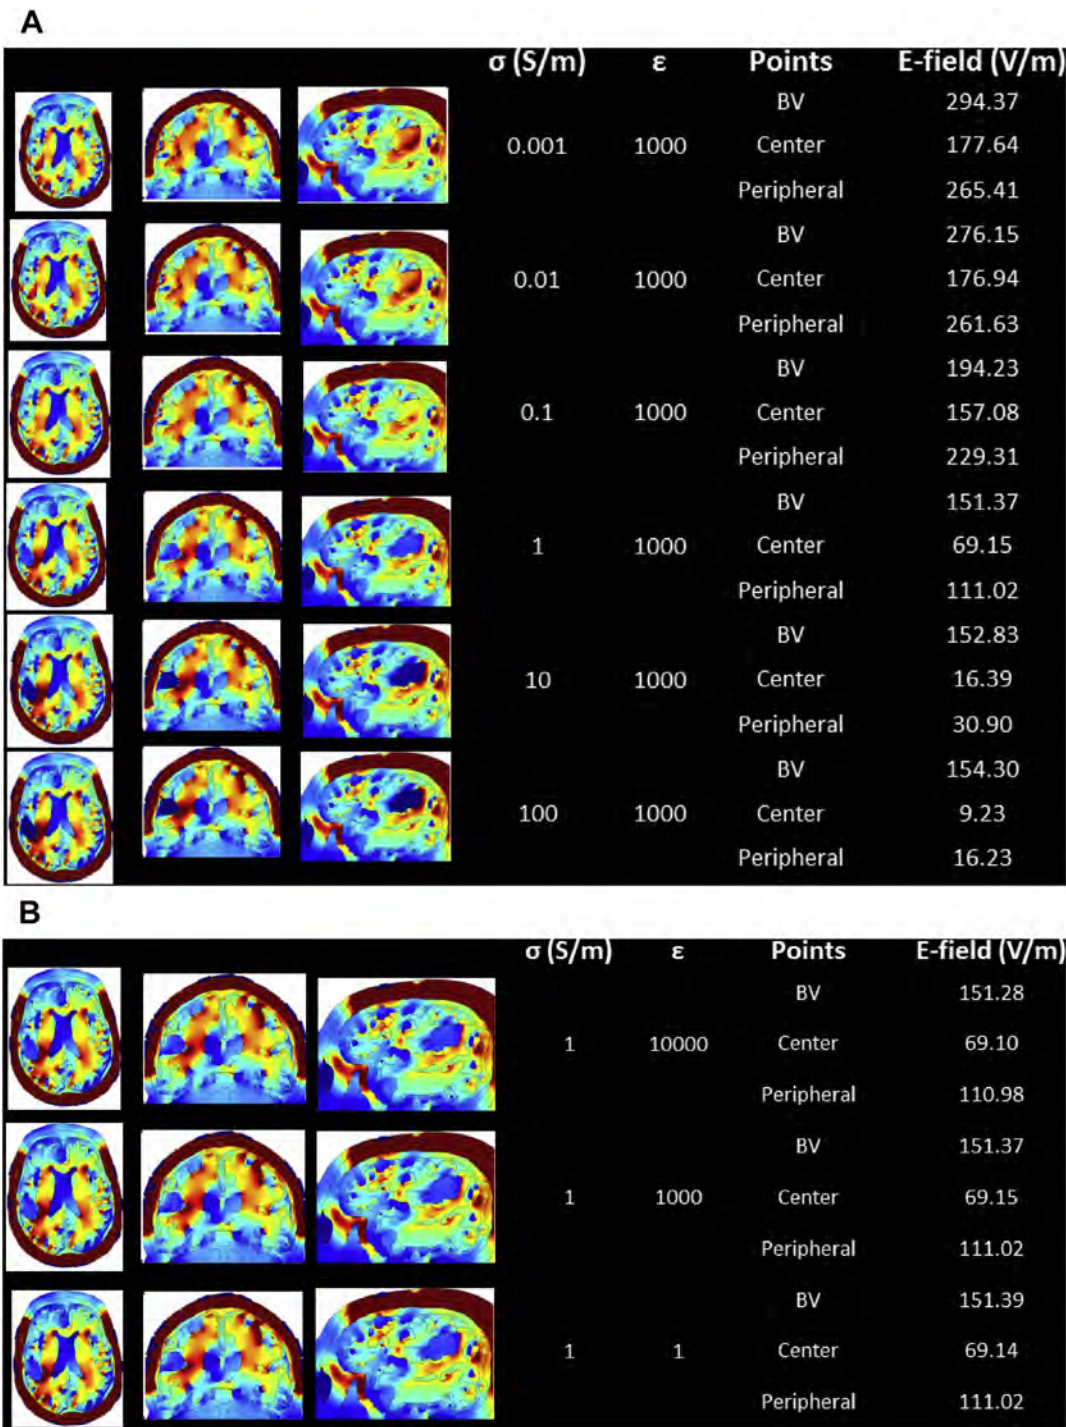 A
σ (S/m) ε Points E-field (V/m)
BV 294.37
0.001 1000 Center 177.64
Peripheral 265.41
BV 276.15
0.01 1000 Center 176.94
Peripheral 261.63
BV 194.23
0.1 1000 Center 157.08
Peripheral 229.31
BV 151.37
1 1000 Center 69.15
Peripheral 111.02
BV 152.83
10 1000 Center 16.39
Peripheral 30.90
BV 154.30
100 1000 Center 9.23
Peripheral 16.23
B
σ (S/m) ε Points E-field (V/m)
BV 151.28
1 10000 Center 69.10
Peripheral 110.98
BV 151.37
1 1000 Center 69.15
Peripheral 111.02
BV 151.39
1 1 Center 69.14
Peripheral 111.02